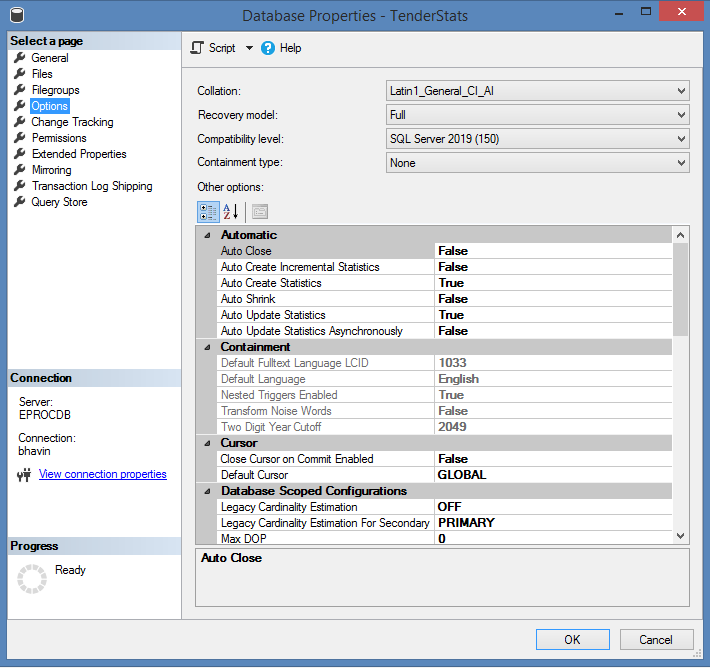 Database Properties - TenderStats
Select a page
General
Files
Filegroups
Options
Change Tracking
Permissions
Extended Properties
Mirroring
Transaction Log Shipping
Query Store
Connection
Server:
EPROCDB
Connection:
bhavin
View connection properties
Progress
Ready
Script Help
Collation: Latin1_General_CI_AI
Recovery model: Full
Compatibility level: SQL Server 2019 (150)
Containment type: None
Other options:
A Z
Automatic
Auto Close False
Auto Create Incremental Statistics False
Auto Create Statistics True
Auto Shrink False
Auto Update Statistics True
Auto Update Statistics Asynchronously False
Containment
Default Fulltext Language LCID 1033
Default Language English
Nested Triggers Enabled True
Transform Noise Words False
Two Digit Year Cutoff 2049
Cursor
Close Cursor on Commit Enabled False
Default Cursor GLOBAL
Database Scoped Configurations
Legacy Cardinality Estimation OFF
Legacy Cardinality Estimation For Secondary PRIMARY
Max DOP 0
Auto Close
OK Cancel